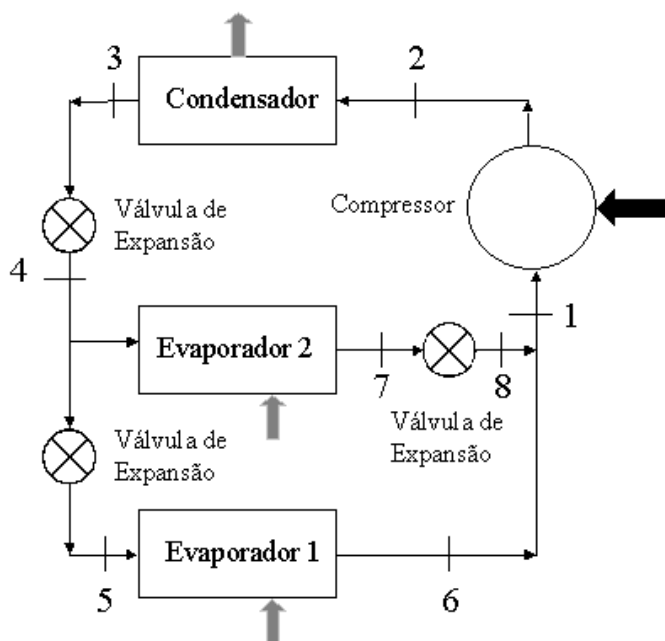 3
2
Condensador
Compressor
Válvula de
Expansão
4
1
Evaporador 2
7
8
Válvula de
Expansão
Válvula de
Expansão
Evaporador 1
5
6